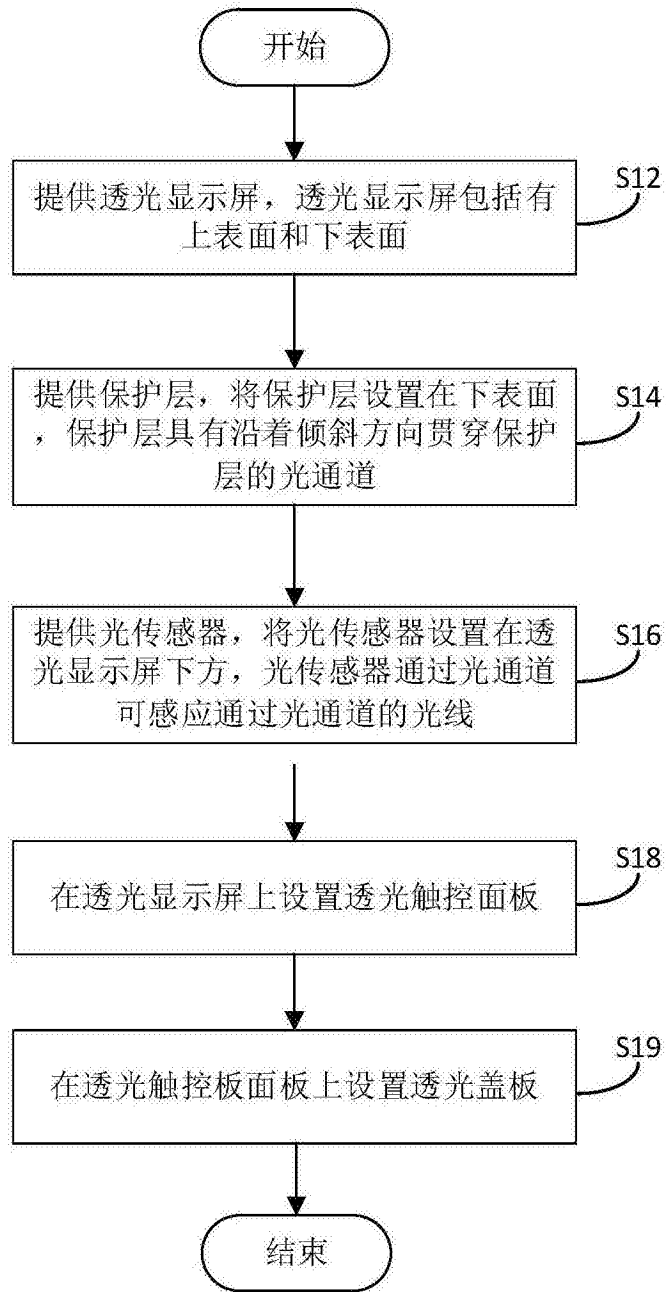 开始
S12
提供透光显示屏，透光显示屏包括有
上表面和下表面
S14
提供保护层，将保护层设置在下表面
，保护层具有沿着倾斜方向贯穿保护
层的光通道
S16
提供光传感器，将光传感器设置在透
光显示屏下方，光传感器通过光通道
可感应通过光通道的光线
S18
在透光显示屏上设置透光触控面板
S19
在透光触控板面板上设置透光盖板
结束